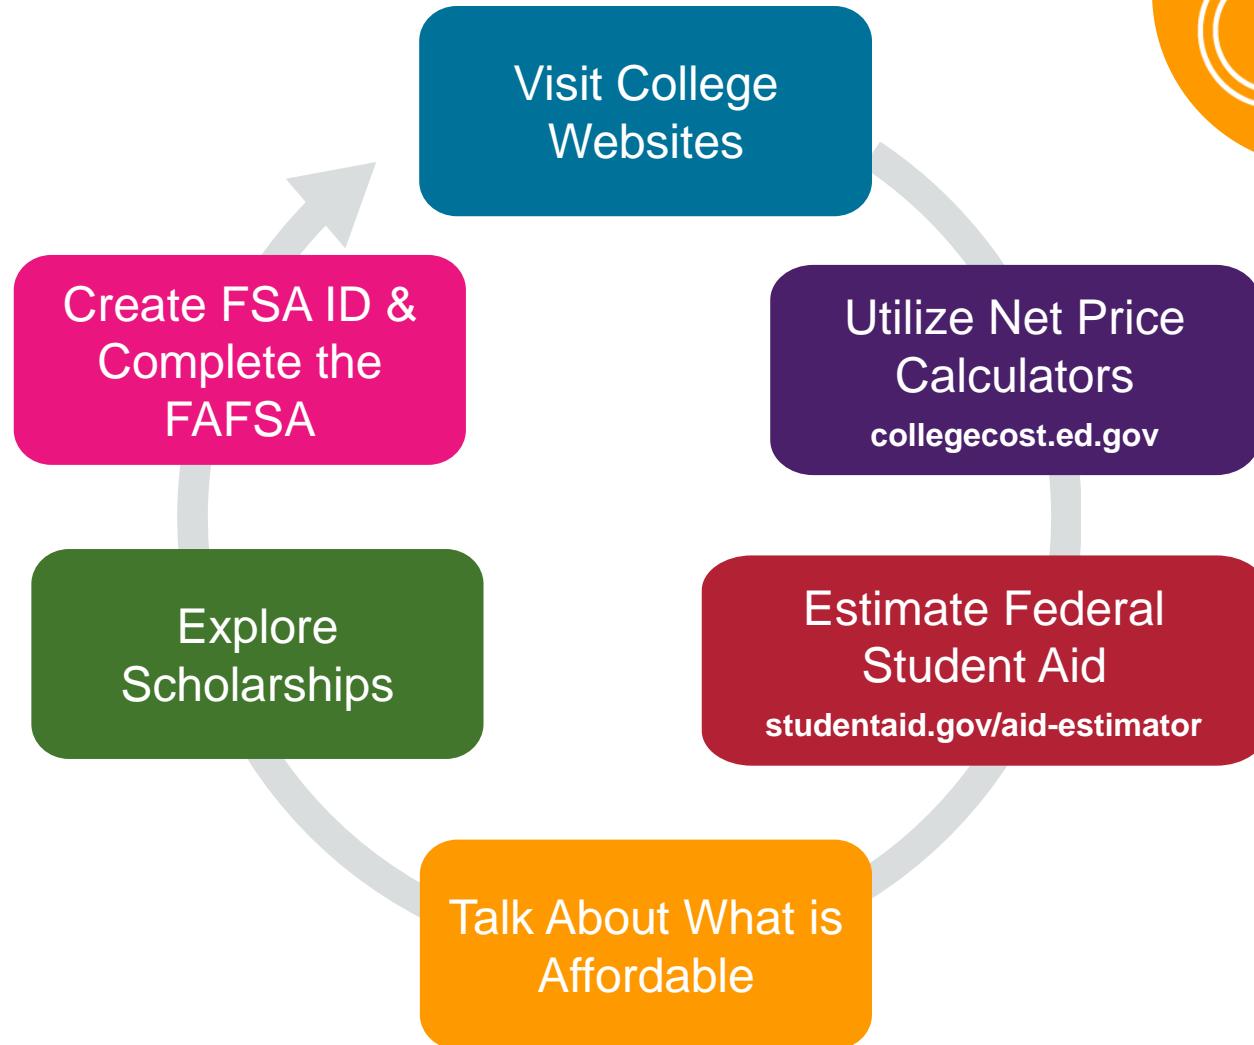 Visit College
Websites
Utilize Net Price
Calculators
collegecost.ed.gov
Estimate Federal
Student Aid
studentaid.gov/aid-estimator
Talk About What is
Affordable
Explore
Scholarships
Create FSA ID &
Complete the
FAFSA